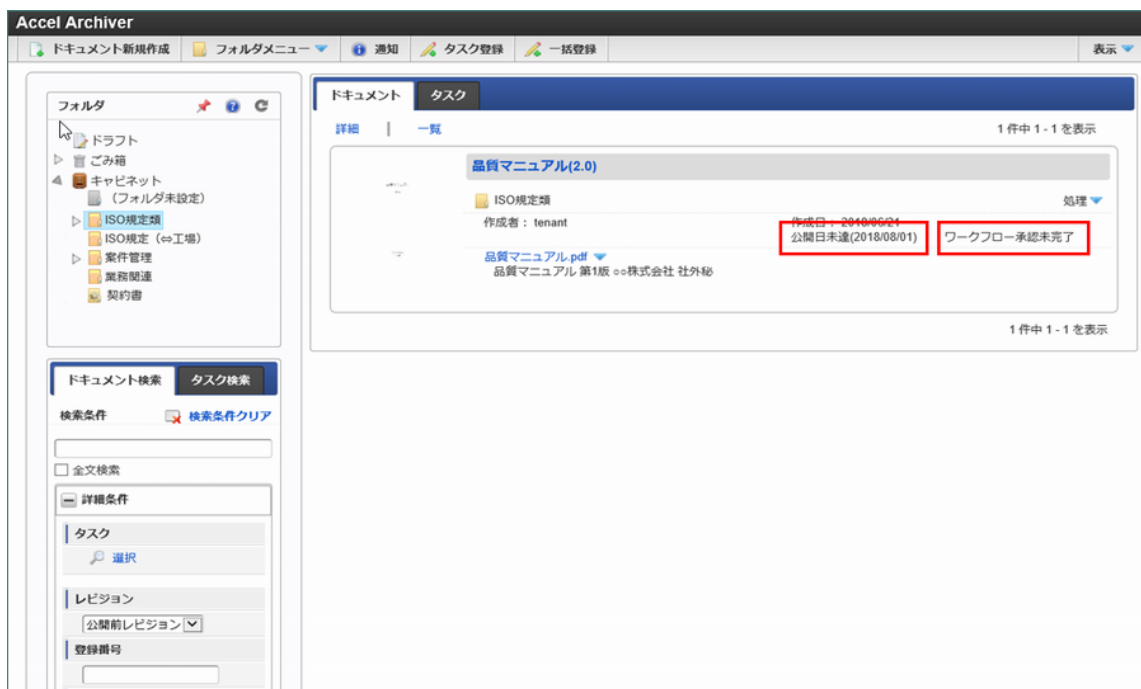 Accel Archiver
ドキュメント新規作成 フォルダメニュー 通知 タスク登録 一括登録 表示
フォルダ
ドラフト
ごみ箱
キャビネット
(フォルダ未設定)
ISO規定類
ISO規定（⇔工場）
案件管理
業務関連
契約書
ドキュメント検索 タスク検索
検索条件 検索条件クリア
全文検索
詳細条件
タスク
選択
レビジョン
公開前レビジョン
登録番号
ドキュメント タスク
詳細 | 一覧 1 件中 1 - 1 を表示
品質マニュアル(2.0)
ISO規定類 処理
作成者： tenant 作成日： 2018/06/21
公開日未達(2018/08/01) ワークフロー承認未完了
品質マニュアル.pdf
品質マニュアル 第1版 ○○株式会社 社外秘
1 件中 1 - 1 を表示